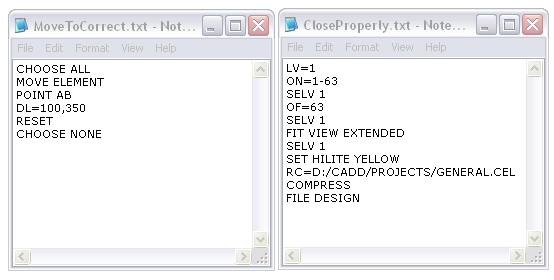 MoveToCorrect.txt - Not...
File Edit Format View Help
CHOOSE ALL
MOVE ELEMENT
POINT AB
DL=100,350
RESET
CHOOSE NONE
CloseProperly.txt - Note...
File Edit Format View Help
LV=1
ON=1-63
SELV 1
OF=63
SELV 1
FIT VIEW EXTENDED
SELV 1
SET HILITE YELLOW
RC=D:/CADD/PROJECTS/GENERAL.CEL
COMPRESS
FILE DESIGN